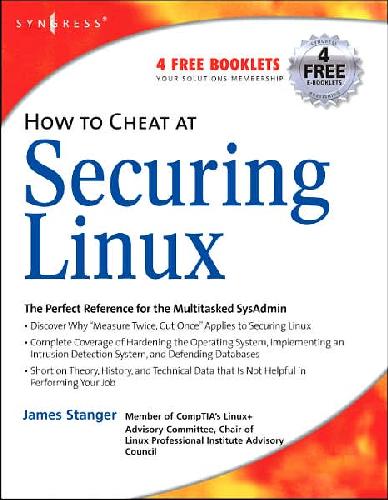 SYNGRESS®
4 FREE BOOKLETS
YOUR SOLUTIONS MEMBERSHIP
4
FREE
E-BOOKLETS
HOW TO CHEAT AT
Securing
Linux
The Perfect Reference for the Multitasked SysAdmin
• Discover Why "Measure Twice, Cut Once" Applies to Securing Linux
• Complete Coverage of Hardening the Operating System, Implementing an
Intrusion Detection System, and Defending Databases
• Short on Theory, History, and Technical Data that Is Not Helpful in
Performing Your Job
James Stanger
Member of CompTIA's Linux+
Advisory Committee, Chair of
Linux Professional Institute Advisory
Council